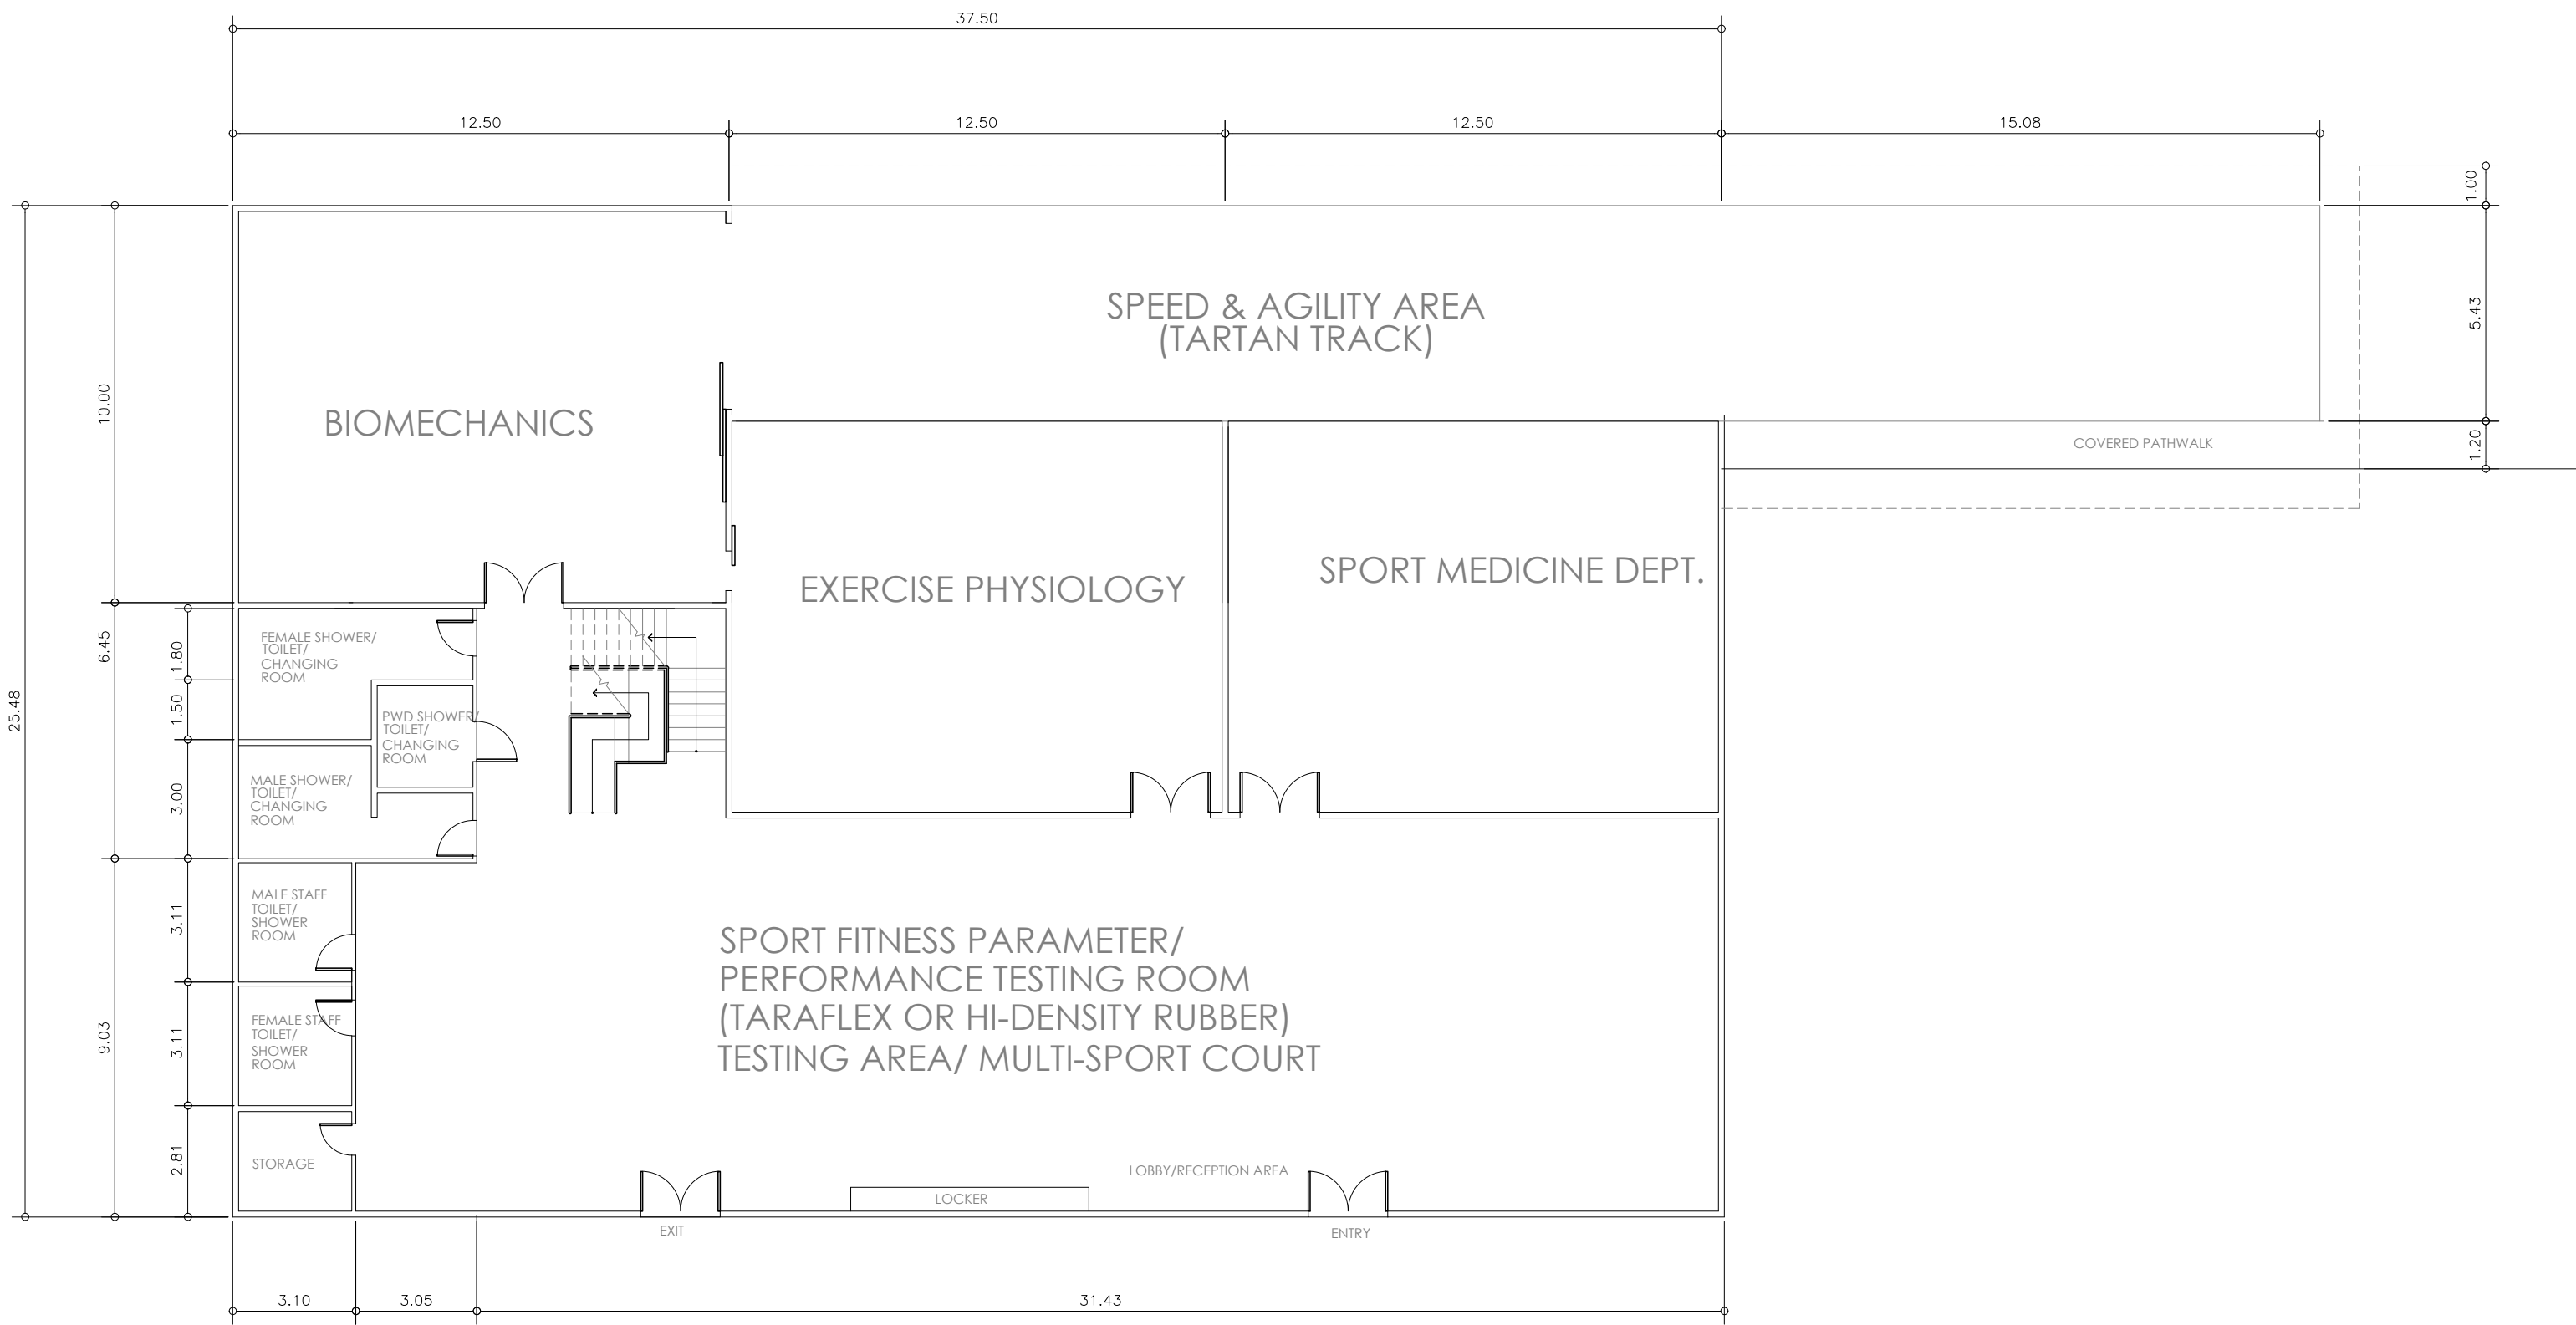 37.50
12.50
12.50
12.50
15.08
1.00
5.43
1.20
25.48
10.00
6.45
9.03
1.80
1.50
3.00
3.11
3.11
2.81
SPEED & AGILITY AREA
(TARTAN TRACK)
BIOMECHANICS
COVERED PATHWALK
EXERCISE PHYSIOLOGY
SPORT MEDICINE DEPT.
FEMALE SHOWER/
TOILET/
CHANGING
ROOM
PWD SHOWER/
TOILET/
CHANGING
ROOM
MALE SHOWER/
TOILET/
CHANGING
ROOM
MALE STAFF
TOILET/
SHOWER
ROOM
FEMALE STAFF
TOILET/
SHOWER
ROOM
STORAGE
SPORT FITNESS PARAMETER/
PERFORMANCE TESTING ROOM
(TARAFLEX OR HI-DENSITY RUBBER)
TESTING AREA/ MULTI-SPORT COURT
LOBBY/RECEPTION AREA
LOCKER
EXIT
ENTRY
3.10
3.05
31.43